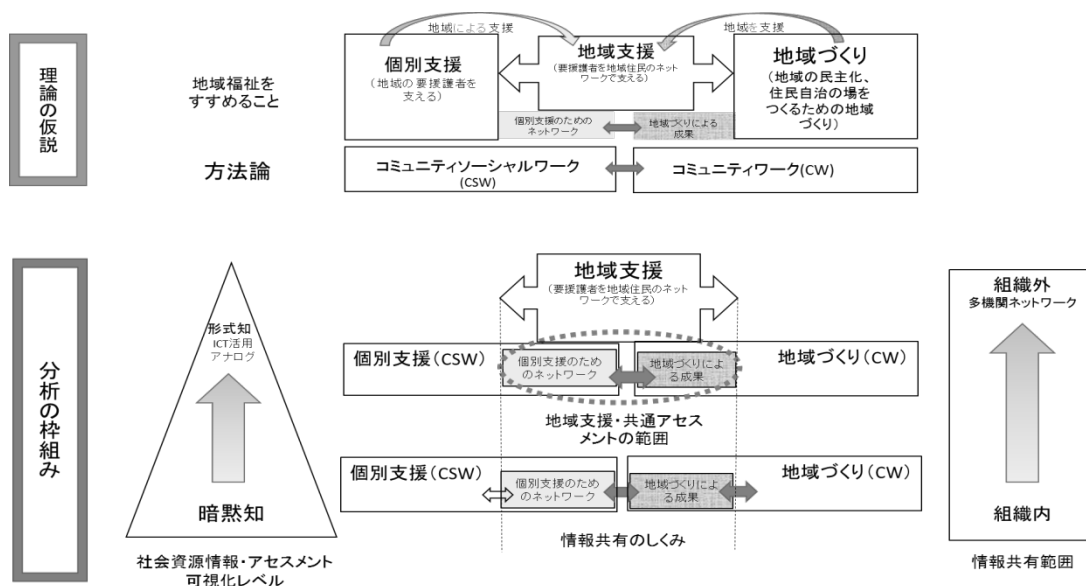 地域による支援
地域を支援
理論の仮説
地域福祉を
すすめること
個別支援
(地域の要援護者を
支える)
地域支援
(要援護者を地域住民のネット
ワークで支える)
地域づくり
(地域の民主化、
住民自治の場を
つくるための地域
づくり)
個別支援のための
ネットワーク
地域づくりによる
成果
方法論
コミュニティソーシャルワーク
(CSW)
コミュニティワーク(CW)
分析の枠組み
形式知
ICT活用
アナログ
暗黙知
社会資源情報・アセスメント
可視化レベル
地域支援
(要援護者を地域住民のネット
ワークで支える)
個別支援(CSW)
個別支援のため
のネットワーク
地域づくりによ
る成果
地域づくり(CW)
地域支援・共通アセス
メントの範囲
個別支援(CSW)
個別支援のため
のネットワーク
地域づくりによ
る成果
地域づくり(CW)
情報共有のしくみ
組織外
多機関ネットワーク
組織内
情報共有範囲